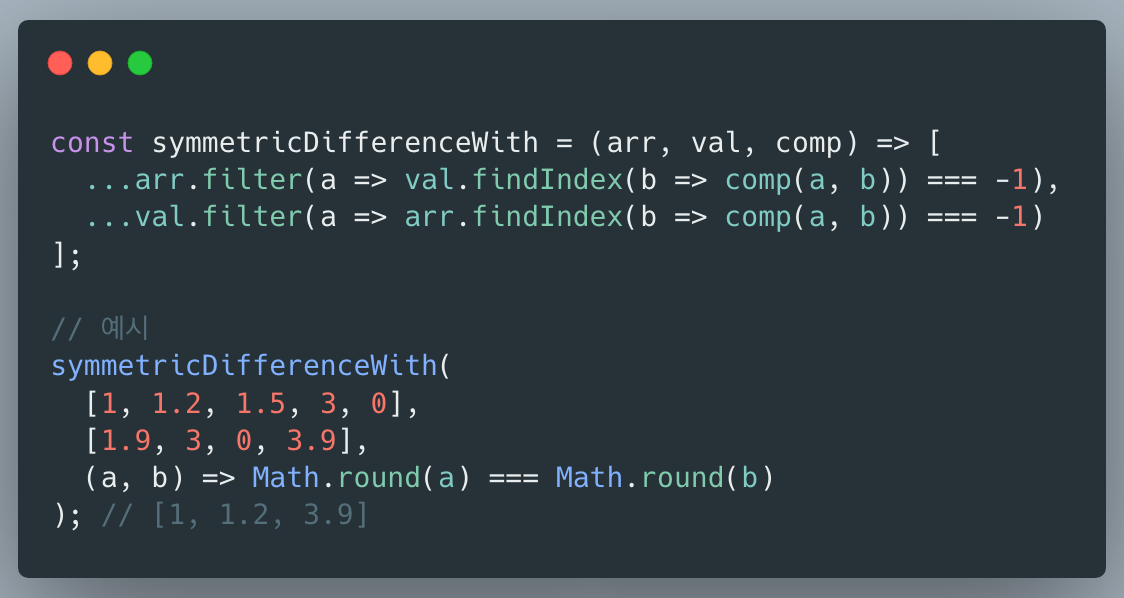 const symmetricDifferenceWith = (arr, val, comp) => [
  ...arr.filter(a => val.findIndex(b => comp(a, b)) === -1),
  ...val.filter(a => arr.findIndex(b => comp(a, b)) === -1)
];
// 예시
symmetricDifferenceWith(
  [1, 1.2, 1.5, 3, 0],
  [1.9, 3, 0, 3.9],
  (a, b) => Math.round(a) === Math.round(b)
); // [1, 1.2, 3.9]